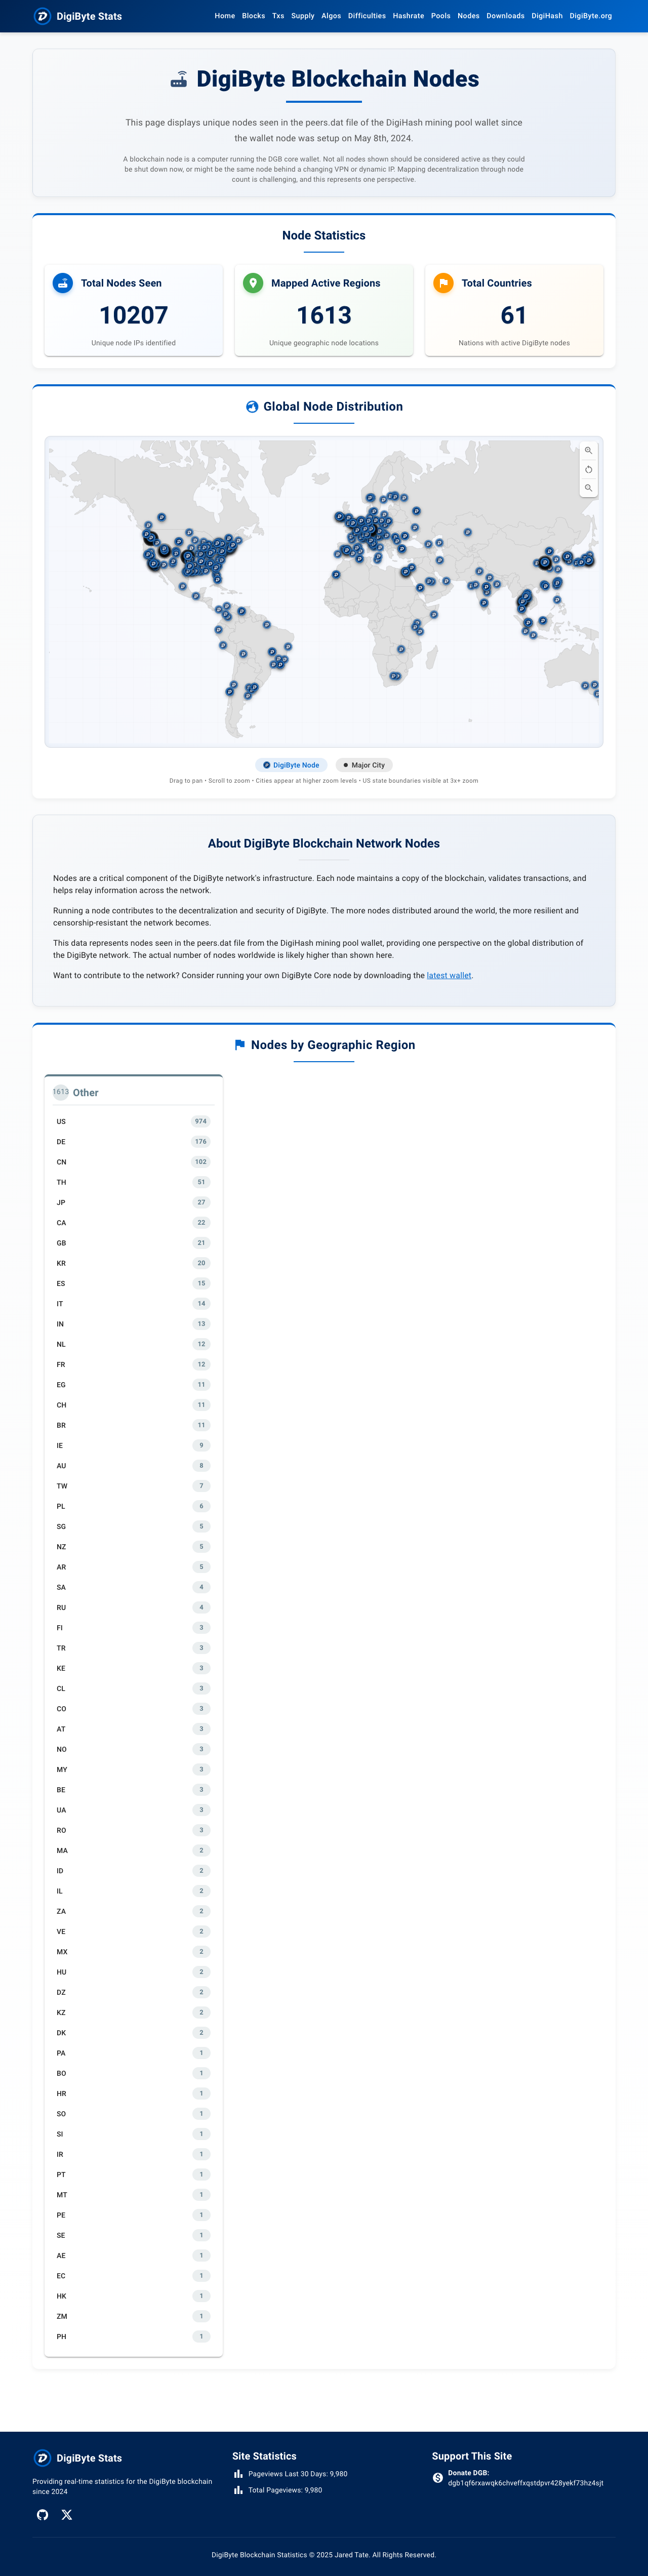 DigiByte Stats
Home Blocks Txs Supply Algos Difficulties Hashrate Pools Nodes Downloads DigiHash DigiByte.org
DigiByte Blockchain Nodes
This page displays unique nodes seen in the peers.dat file of the DigiHash mining pool wallet since
the wallet node was setup on May 8th, 2024.
A blockchain node is a computer running the DGB core wallet. Not all nodes shown should be considered active as they could
be shut down now, or might be the same node behind a changing VPN or dynamic IP. Mapping decentralization through node
count is challenging, and this represents one perspective.
Node Statistics
Total Nodes Seen
10207
Unique node IPs identified
Mapped Active Regions
1613
Unique geographic node locations
Total Countries
61
Nations with active DigiByte nodes
Global Node Distribution
DigiByte Node
Major City
Drag to pan • Scroll to zoom • Cities appear at higher zoom levels • US state boundaries visible at 3x+ zoom
About DigiByte Blockchain Network Nodes
Nodes are a critical component of the DigiByte network's infrastructure. Each node maintains a copy of the blockchain, validates transactions, and
helps relay information across the network.
Running a node contributes to the decentralization and security of DigiByte. The more nodes distributed around the world, the more resilient and
censorship-resistant the network becomes.
This data represents nodes seen in the peers.dat file from the DigiHash mining pool wallet, providing one perspective on the global distribution of
the DigiByte network. The actual number of nodes worldwide is likely higher than shown here.
Want to contribute to the network? Consider running your own DigiByte Core node by downloading the latest wallet.
Nodes by Geographic Region
1613 Other
US 974
DE 176
CN 102
TH 51
JP 27
CA 22
GB 21
KR 20
ES 15
IT 14
IN 13
NL 12
FR 12
EG 11
CH 11
BR 11
IE 9
AU 8
TW 7
PL 6
SG 5
NZ 5
AR 5
SA 4
RU 4
FI 3
TR 3
KE 3
CL 3
CO 3
AT 3
NO 3
MY 3
BE 3
UA 3
RO 3
MA 2
ID 2
IL 2
ZA 2
VE 2
MX 2
HU 2
DZ 2
KZ 2
DK 2
PA 1
BO 1
HR 1
SO 1
SI 1
IR 1
PT 1
MT 1
PE 1
SE 1
AE 1
EC 1
HK 1
ZM 1
PH 1
DigiByte Stats
Providing real-time statistics for the DigiByte blockchain
since 2024
Site Statistics
Pageviews Last 30 Days: 9,980
Total Pageviews: 9,980
Support This Site
Donate DGB:
dgb1qf6rxawqk6chveffxqstdpvr428yekf73hz4sjt
DigiByte Blockchain Statistics © 2025 Jared Tate. All Rights Reserved.